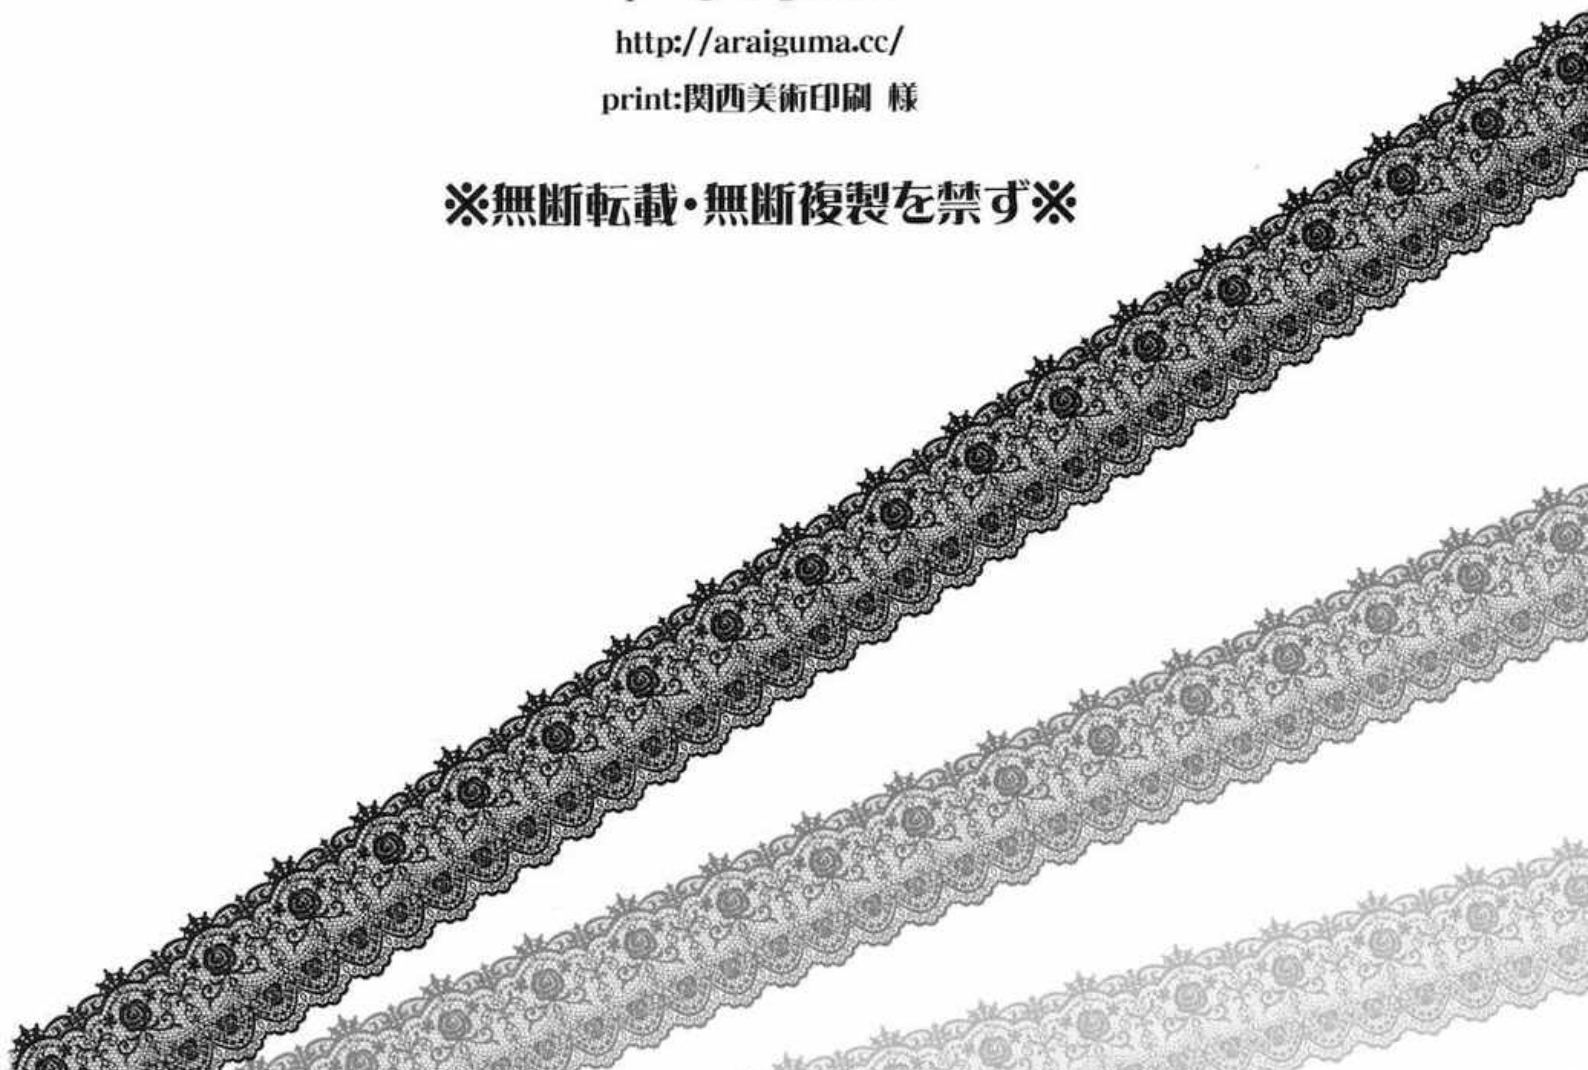 http://araiguma.cc/
print:関西美術印刷 様
※無断転載・無断複製を禁ず※